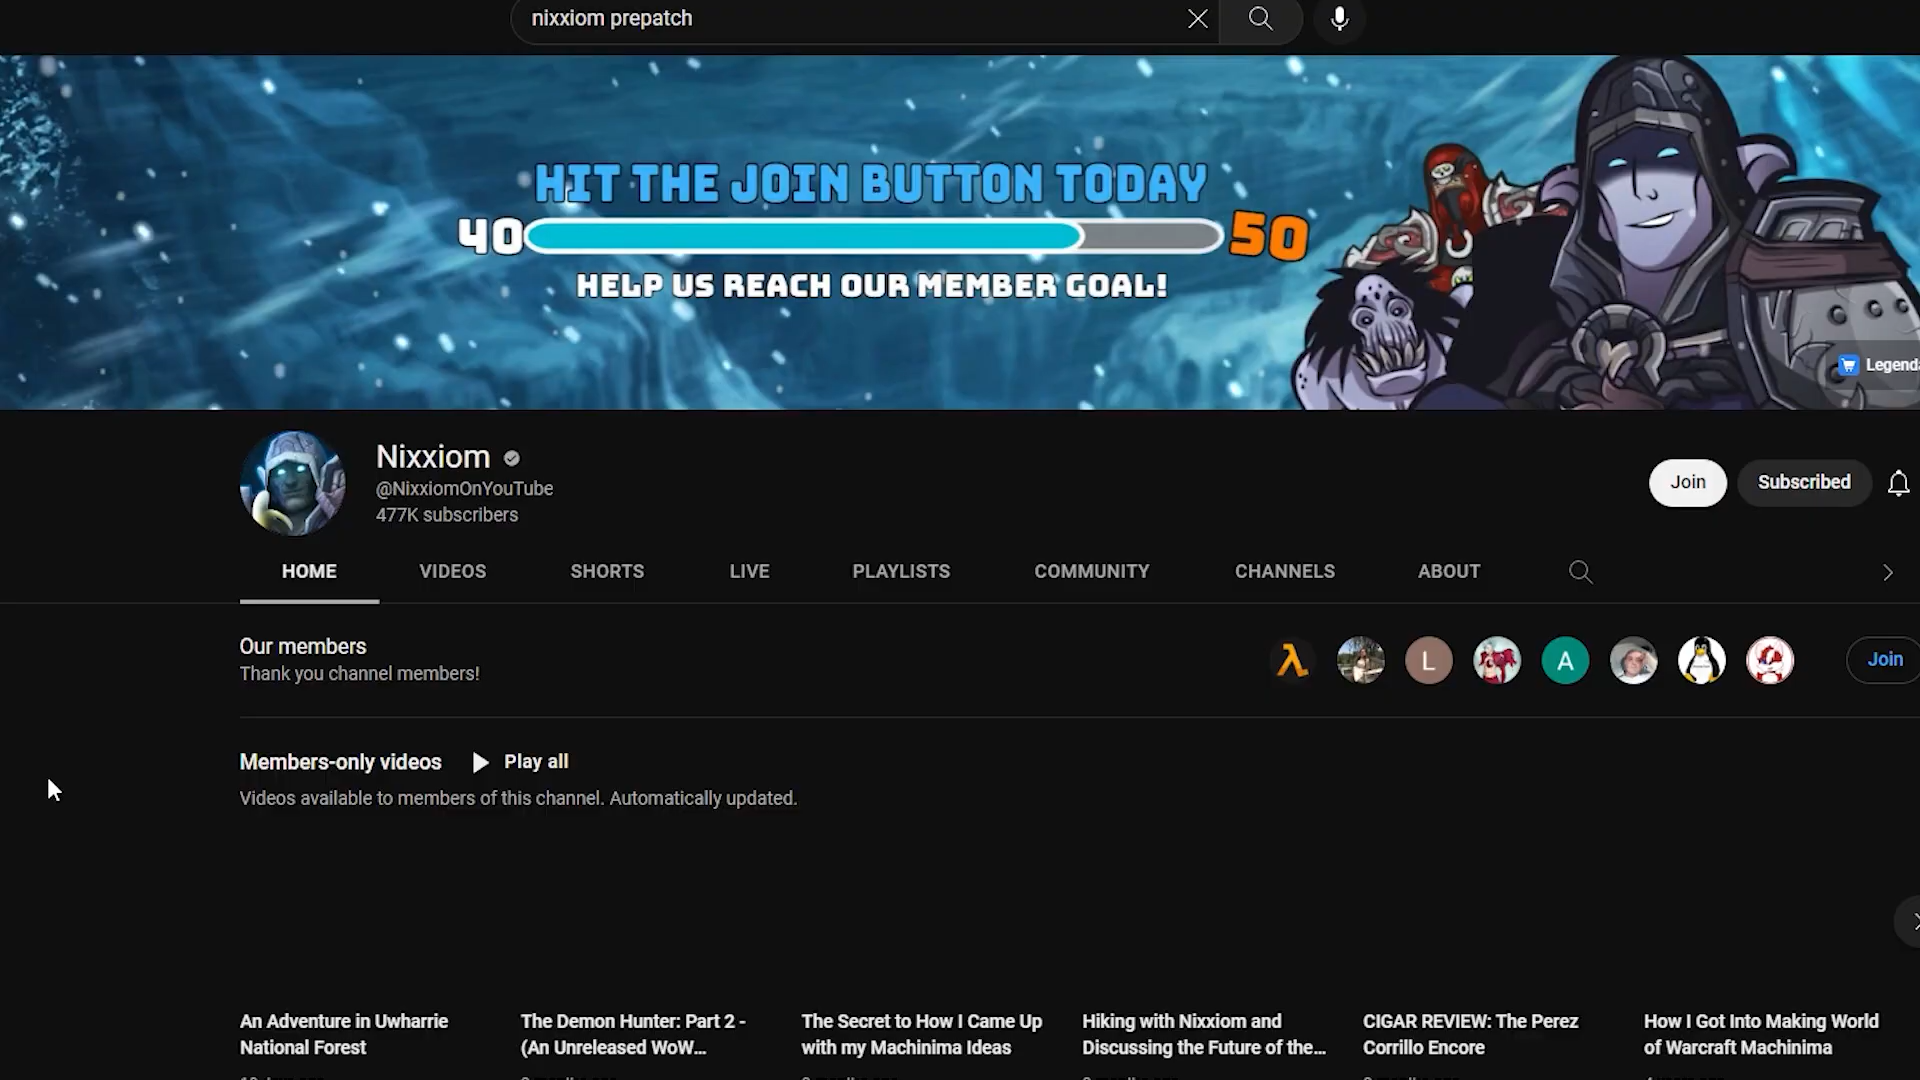 nixxiom prepatch
HIT THE JOIN BUTTON TODAY
40 50
HELP US REACH OUR MEMBER GOAL!
Nixxiom
@NixxiomOnYouTube
477K subscribers
Join Subscribed
HOME VIDEOS SHORTS LIVE PLAYLISTS COMMUNITY CHANNELS ABOUT
Our members
Thank you channel members!
L
A
Join
Members-only videos Play all
Videos available to members of this channel. Automatically updated.
An Adventure in Uwharrie
National Forest
The Demon Hunter: Part 2 -
(An Unreleased WoW...
The Secret to How I Came Up
with my Machinima Ideas
Hiking with Nixxiom and
Discussing the Future of the...
CIGAR REVIEW: The Perez
Corrillo Encore
How I Got Into Making World
of Warcraft Machinima